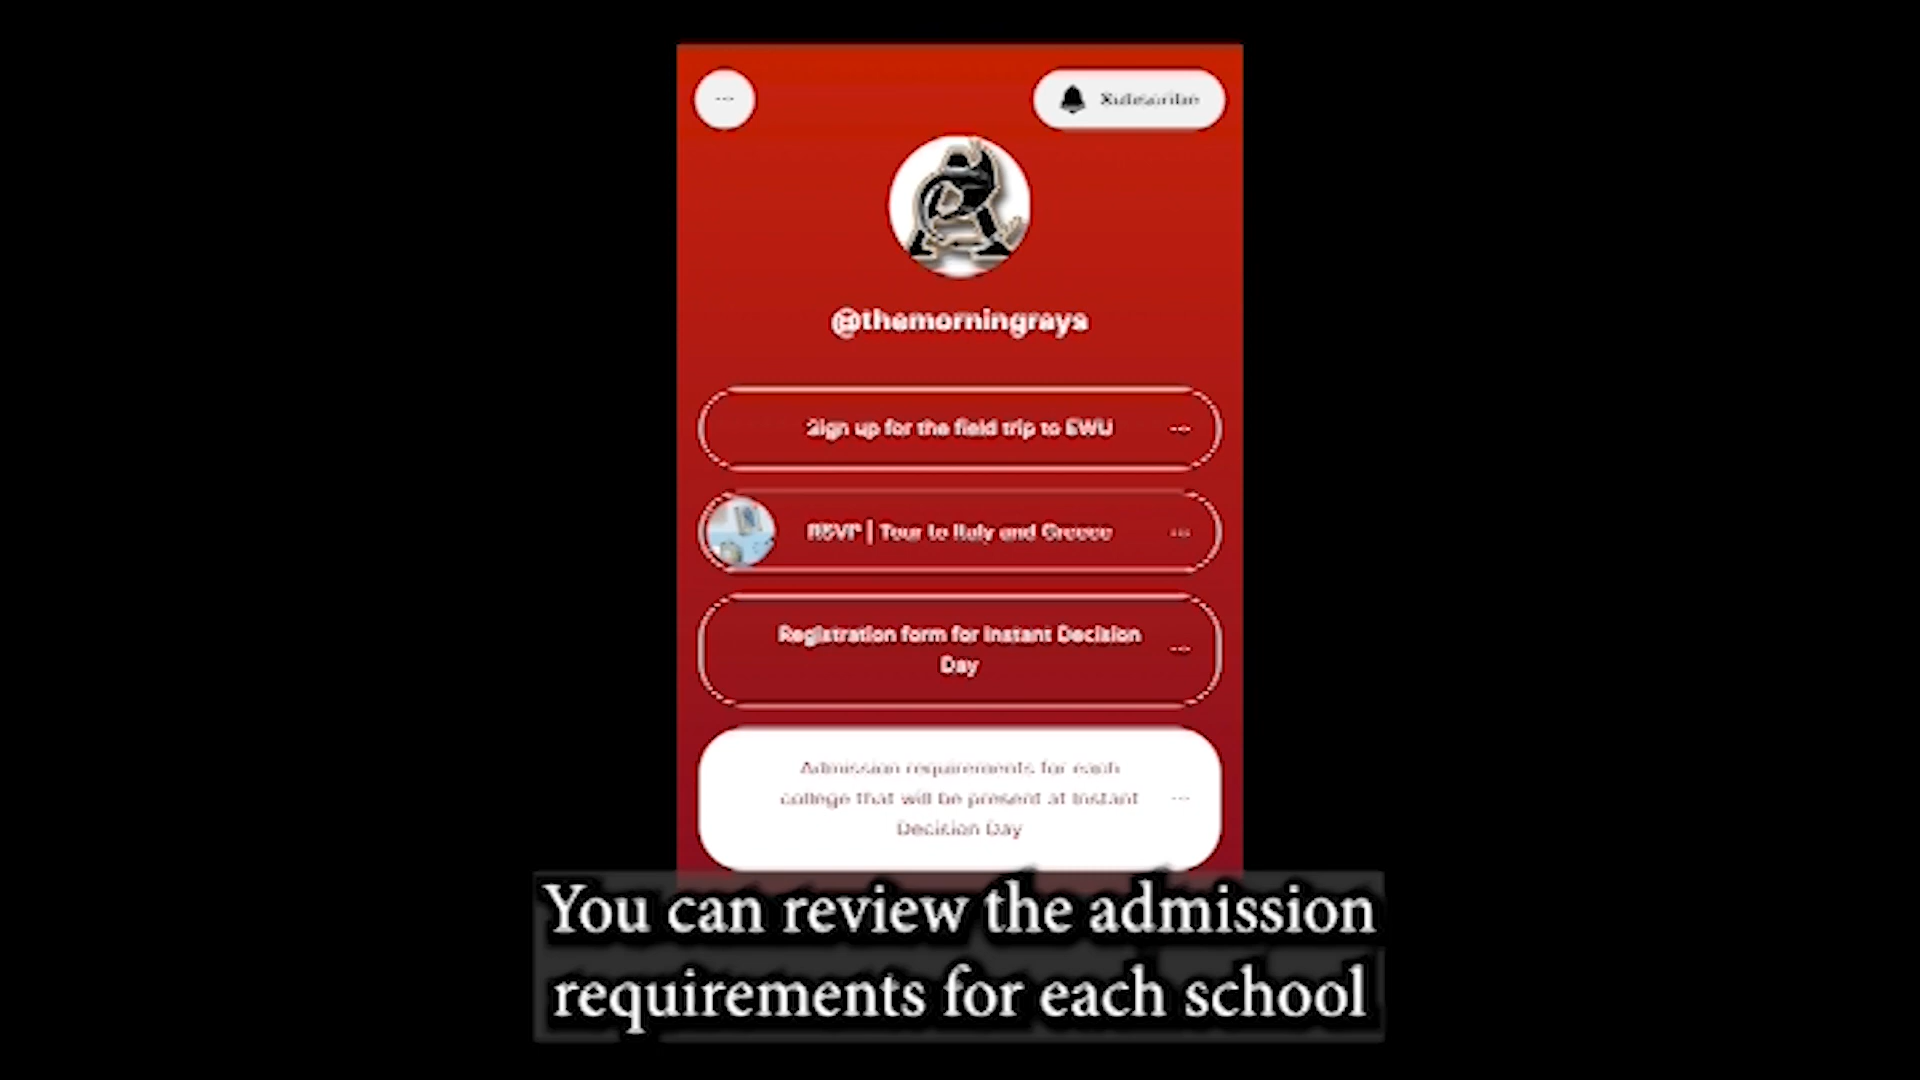 Subscribe
@themorningrays
Sign up for the field trip to EWU
RSVP | Tour to Italy and Greece
Registration form for Instant Decision
Day
Admission requirements for each
college that will be present at Instant
Decision Day
You can review the admission
requirements for each school